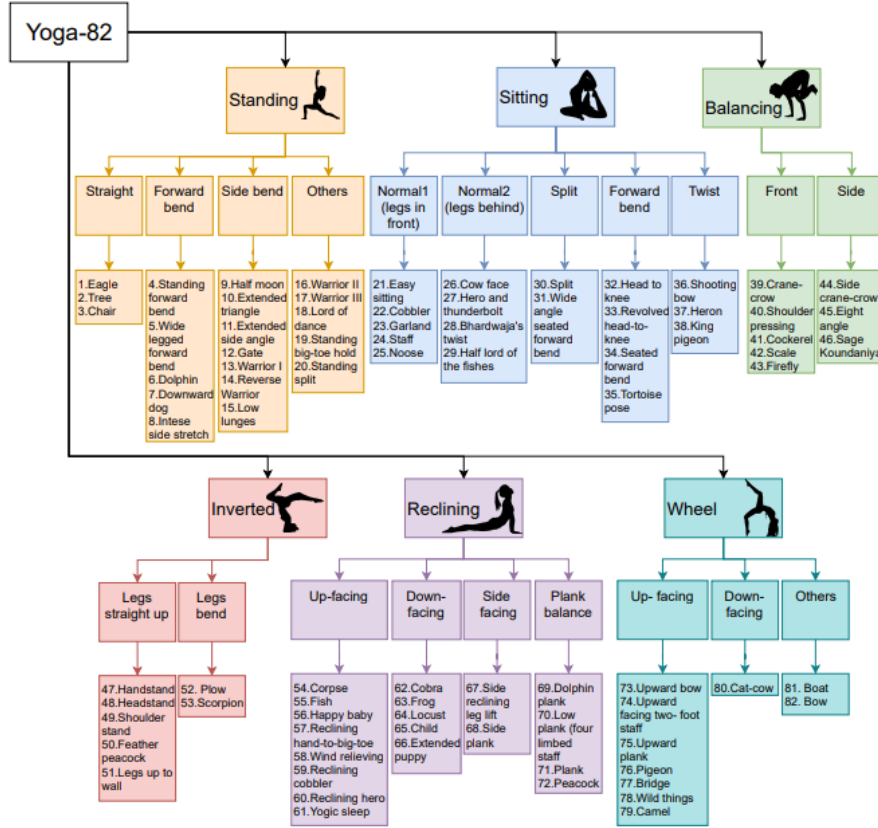 Yoga-82
Standing
Sitting
Balancing
Straight
Forward
bend
Side bend
Others
Normal1
(legs in
front)
Normal2
(legs behind)
Split
Forward
bend
Twist
Front
Side
1.Eagle
2.Tree
3.Chair
4.Standing
forward
bend
5.Wide
legged
forward
bend
6.Dolphin
7.Downward
dog
8.Intese
side stretch
9.Half moon
10.Extended
triangle
11.Extended
side angle
12.Gate
13.Warrior I
14.Reverse
Warrior
15.Low
lunges
16.Warrior II
17.Warrior III
18.Lord of
dance
19.Standing
big-toe hold
20.Standing
split
21.Easy
sitting
22.Cobbler
23.Garland
24.Staff
25.Noose
26.Cow face
27.Hero and
thunderbolt
28.Bhardwaja's
twist
29.Half lord of
the fishes
30.Split
31.Wide
angle
seated
forward
bend
32.Head to
knee
33.Revolved
head-to-
knee
34.Seated
forward
bend
35.Tortoise
pose
36.Shooting
bow
37.Heron
38.King
pigeon
39.Crane-
crow
40.Shoulder
pressing
41.Cockerel
42.Scale
43.Firefly
44.Side
crane-crow
45.Eight
angle
46.Sage
Koundaniya
Inverted
Reclining
Wheel
Legs
straight up
Legs
bend
Up-facing
Down-
facing
Side
facing
Plank
balance
Up- facing
Down-
facing
Others
47.Handstand
48.Headstand
49.Shoulder
stand
50.Feather
peacock
51.Legs up to
wall
52. Plow
53.Scorpion
54.Corpse
55.Fish
56.Happy baby
57.Reclining
hand-to-big-toe
58.Wind relieving
59.Reclining
cobbler
60.Reclining hero
61.Yogic sleep
62.Cobra
63.Frog
64.Locust
65.Child
66.Extended
puppy
67.Side
reclining
leg lift
68.Side
plank
69.Dolphin
plank
70.Low
plank (four
limbed
staff
71.Plank
72.Peacock
73.Upward bow
74.Upward
facing two- foot
staff
75.Upward
plank
76.Pigeon
77.Bridge
78.Wild things
79.Camel
80.Cat-cow
81. Boat
82. Bow